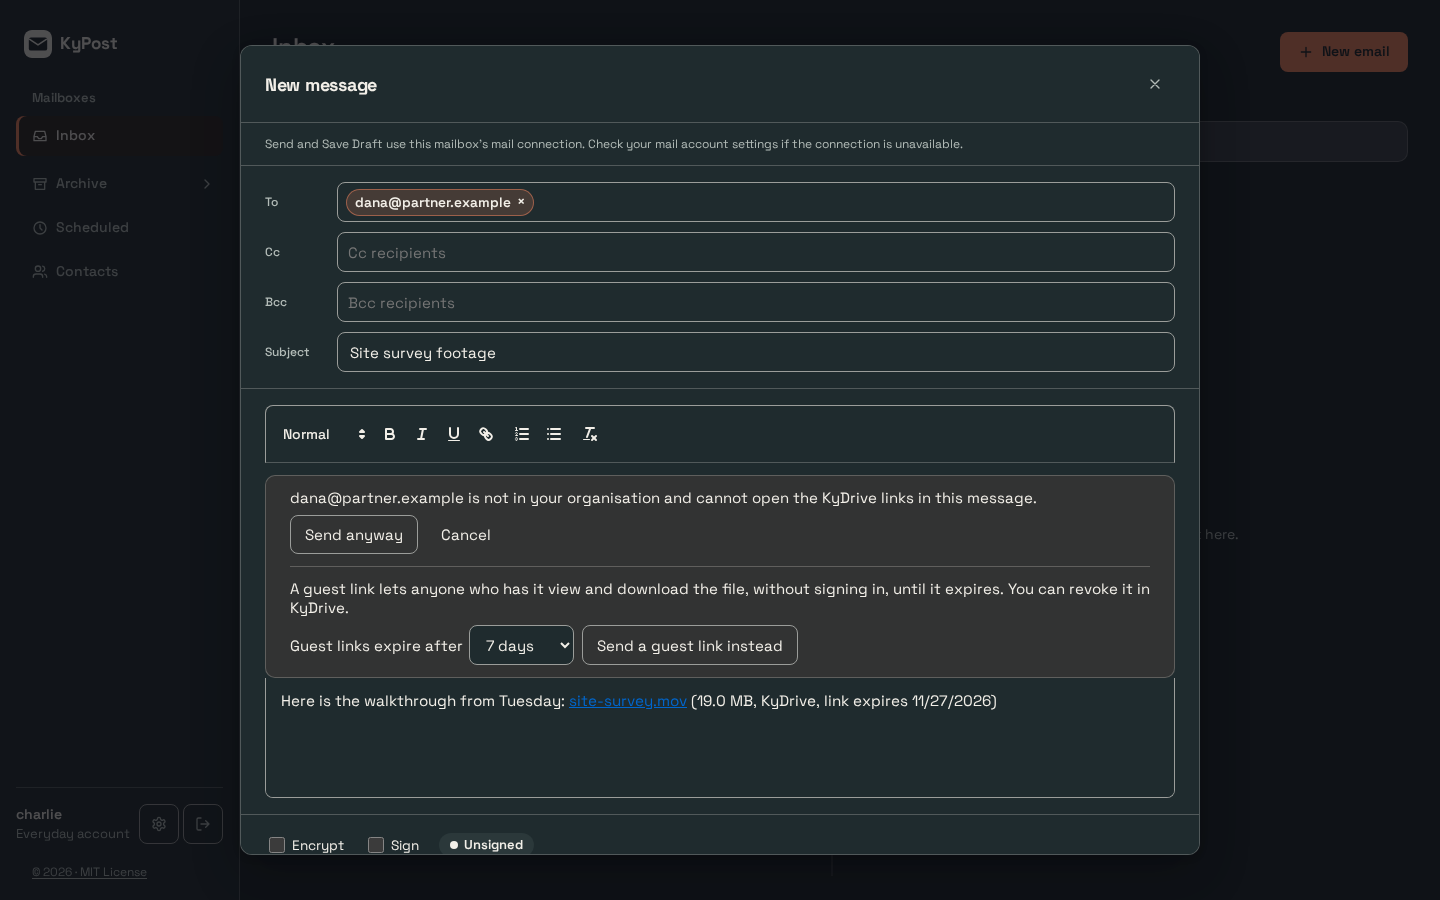 KyPost
Inbox
New email
Mailboxes
Inbox
Archive
Scheduled
Contacts
New message
Send and Save Draft use this mailbox's mail connection. Check your mail account settings if the connection is unavailable.
To
dana@partner.example ×
Cc
Cc recipients
Bcc
Bcc recipients
Subject
Site survey footage
Normal
dana@partner.example is not in your organisation and cannot open the KyDrive links in this message.
Send anyway
Cancel
A guest link lets anyone who has it view and download the file, without signing in, until it expires. You can revoke it in
KyDrive.
Guest links expire after
7 days
Send a guest link instead
here.
Here is the walkthrough from Tuesday: site-survey.mov (19.0 MB, KyDrive, link expires 11/27/2026)
charlie
Everyday account
© 2026 · MIT License
Encrypt
Sign
Unsigned